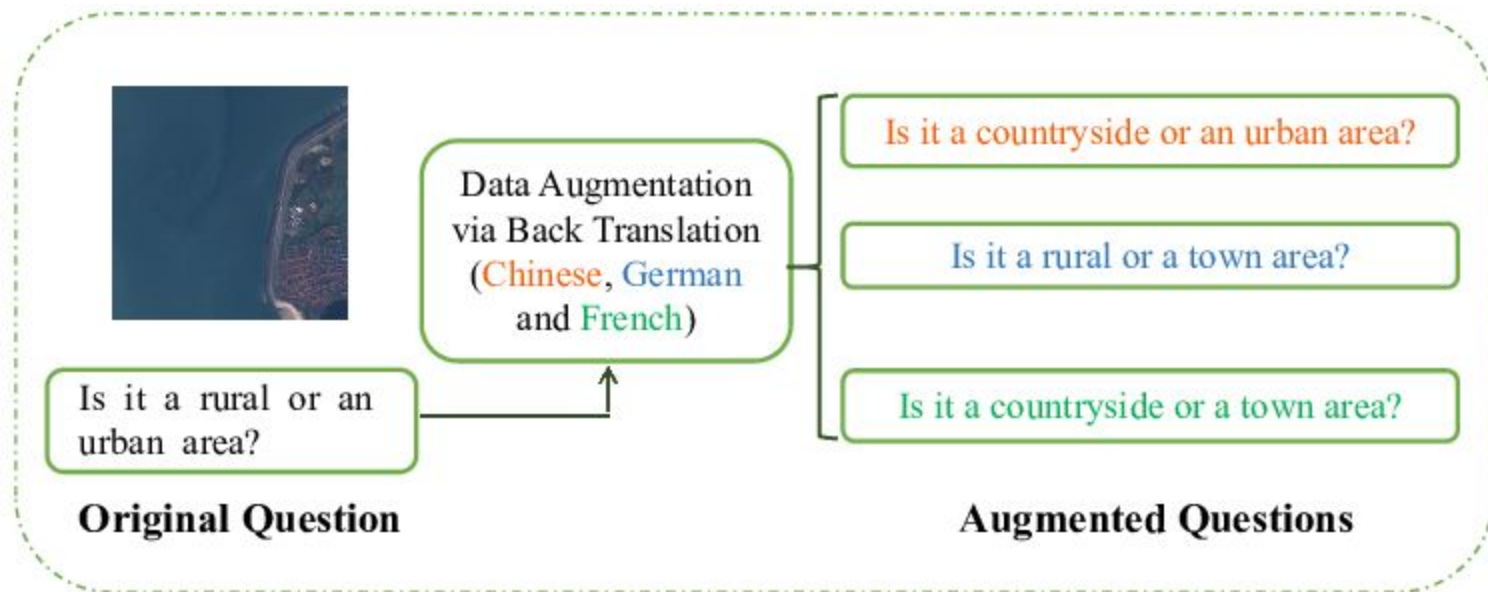 Is it a rural or an
urban area?
Original Question
Data Augmentation
via Back Translation
(Chinese, German
and French)
Is it a countryside or an urban area?
Is it a rural or a town area?
Is it a countryside or a town area?
Augmented Questions